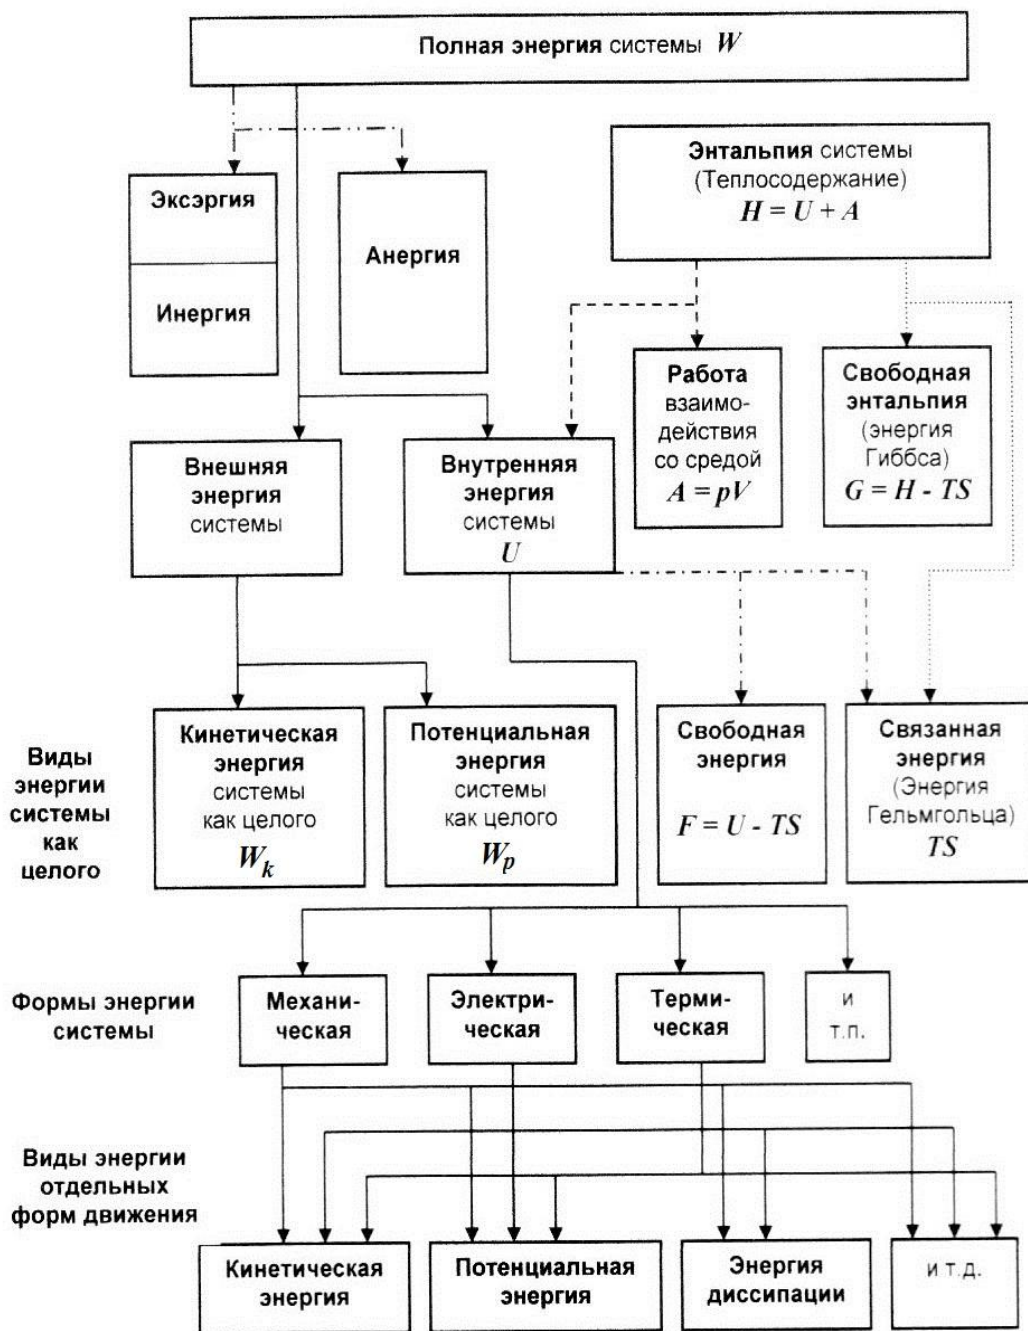 Полная энергия системы W
Энтальпия системы
(Теплосодержание)
H = U + A
Эксэргия
Инергия
Анергия
Работа
взаимо-
действия
со средой
A = pV
Свободная
энтальпия
(энергия
Гиббса)
G = H - TS
Внешняя
энергия
системы
Внутренняя
энергия
системы
U
Виды
энергии
системы
как
целого
Кинетическая
энергия
системы
как целого
Wk
Потенциальная
энергия
системы
как целого
Wp
Свободная
энергия
F = U - TS
Связанная
энергия
(Энергия
Гельмгольца)
TS
Формы энергии
системы
Механи-
ческая
Электри-
ческая
Терми-
ческая
и
т.п.
Виды энергии
отдельных
форм движения
Кинетическая
энергия
Потенциальная
энергия
Энергия
диссипации
и т.д.